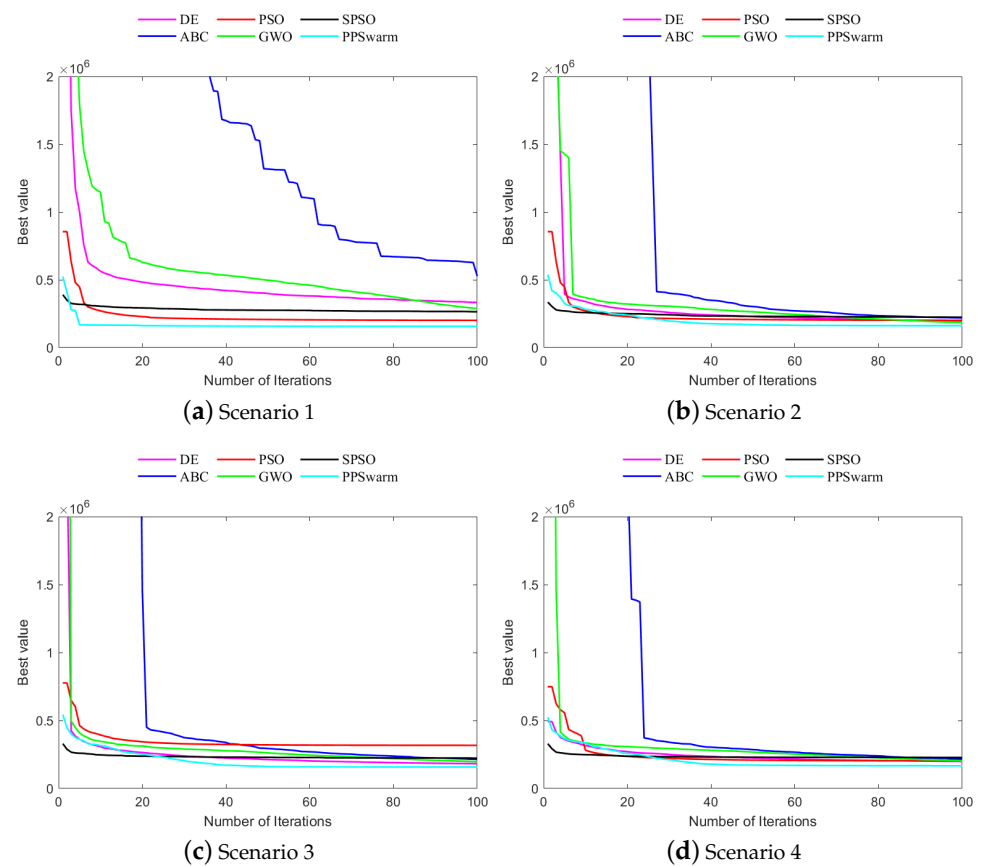 DE PSO SPSO
ABC GWO PPSwarm
×10^6
2
1.5
1
0.5
0
Best value
0 20 40 60 80 100
Number of Iterations
(a) Scenario 1
DE PSO SPSO
ABC GWO PPSwarm
×10^6
2
1.5
1
0.5
0
Best value
0 20 40 60 80 100
Number of Iterations
(b) Scenario 2
DE PSO SPSO
ABC GWO PPSwarm
×10^6
2
1.5
1
0.5
0
Best value
0 20 40 60 80 100
Number of Iterations
(c) Scenario 3
DE PSO SPSO
ABC GWO PPSwarm
×10^6
2
1.5
1
0.5
0
Best value
0 20 40 60 80 100
Number of Iterations
(d) Scenario 4